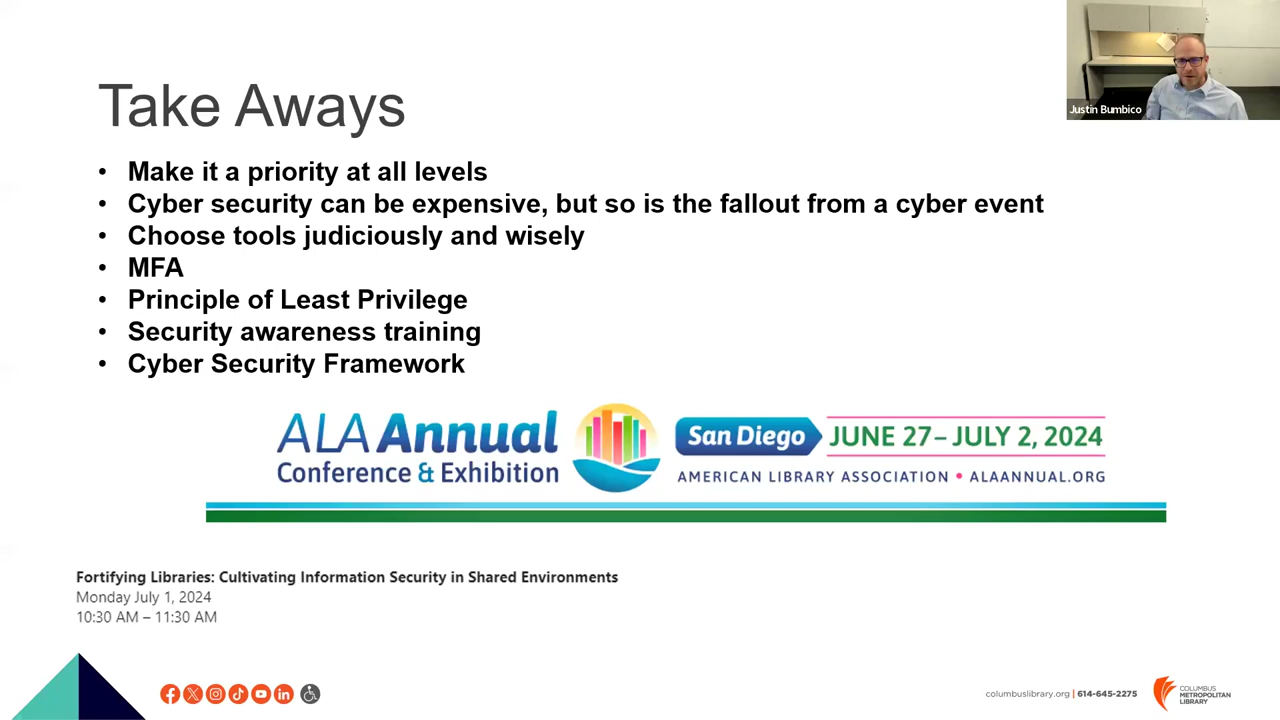 Justin Bumbico
Take Aways
• Make it a priority at all levels
• Cyber security can be expensive, but so is the fallout from a cyber event
• Choose tools judiciously and wisely
• MFA
• Principle of Least Privilege
• Security awareness training
• Cyber Security Framework
ALA Annual
Conference & Exhibition
San Diego JUNE 27 – JULY 2, 2024
AMERICAN LIBRARY ASSOCIATION • ALAANNUAL.ORG
Fortifying Libraries: Cultivating Information Security in Shared Environments
Monday July 1, 2024
10:30 AM – 11:30 AM
columbuslibrary.org | 614-645-2275
COLUMBUS
METROPOLITAN
LIBRARY